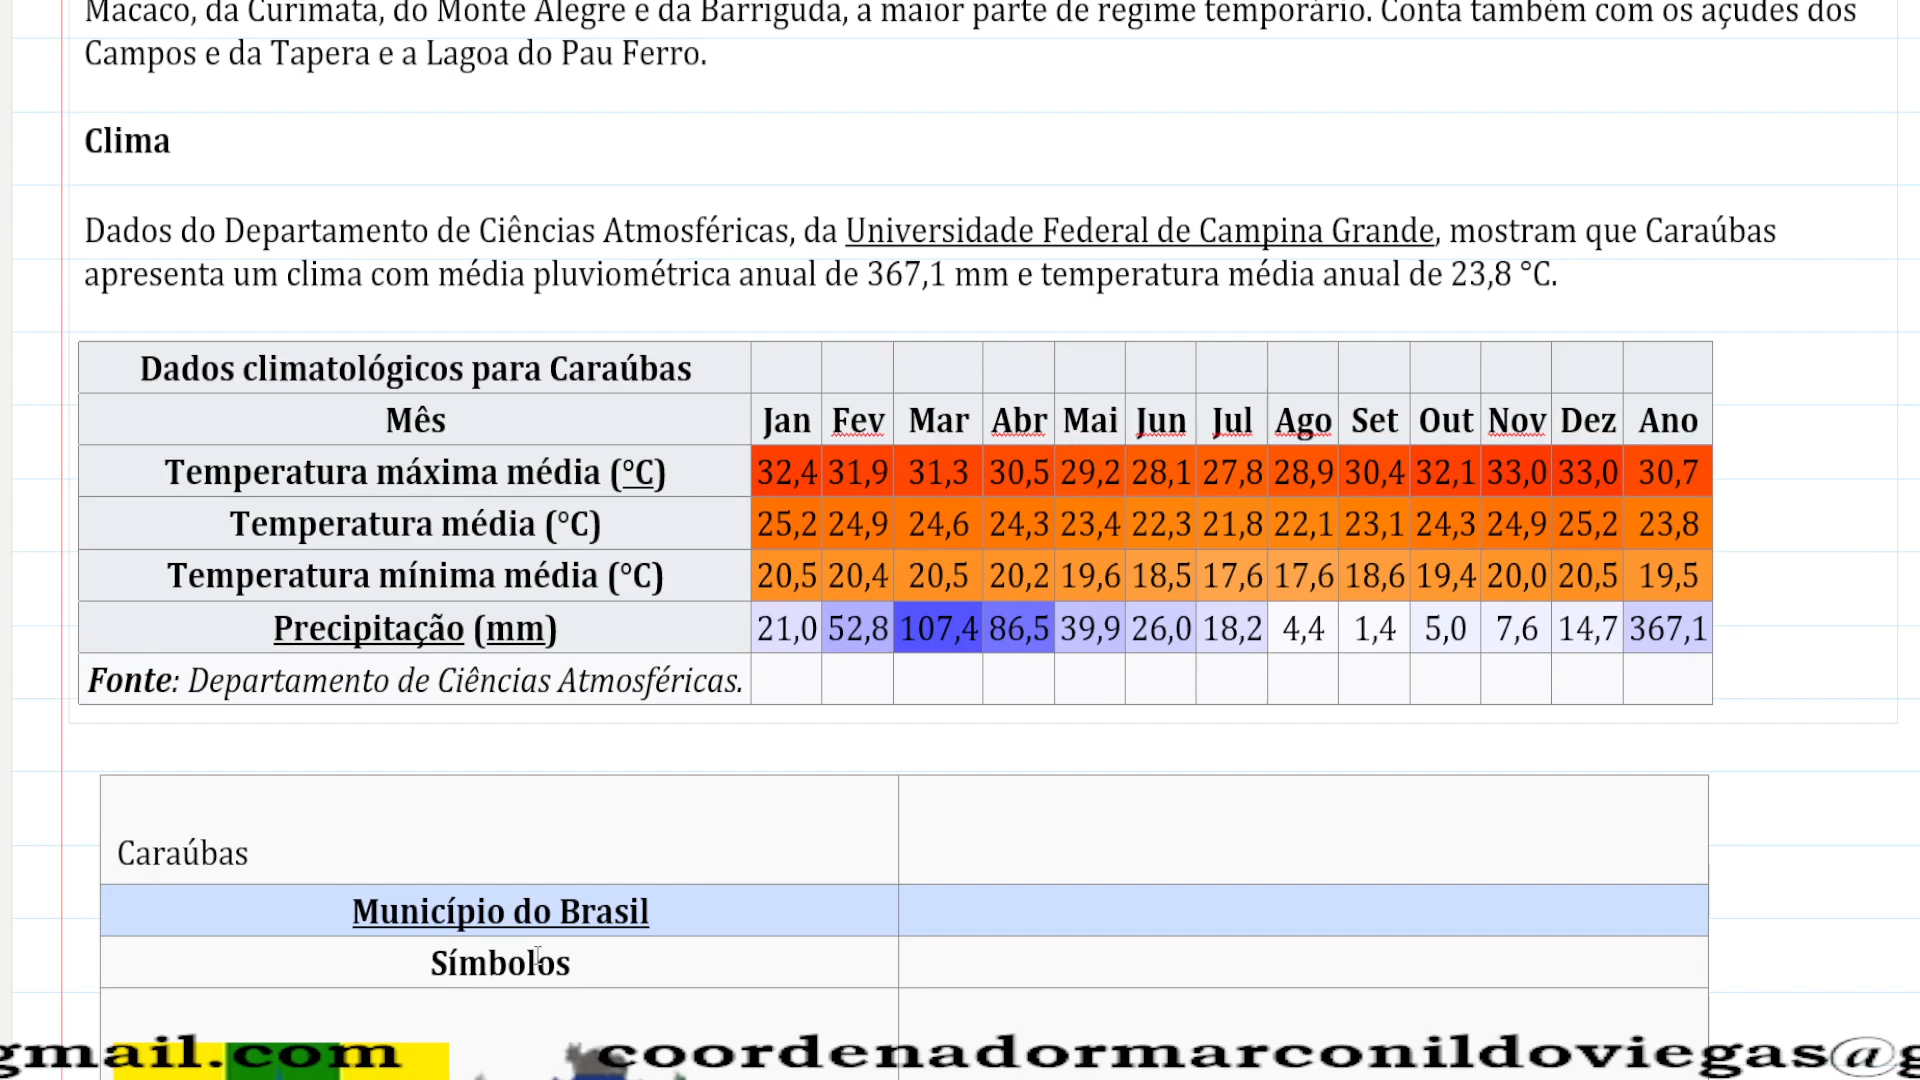 Macaco, da Curimatã, do Monte Alegre e da Barriguda, a maior parte de regime temporário. Conta também com os açudes dos
Campos e da Tapera e a Lagoa do Pau Ferro.
Clima
Dados do Departamento de Ciências Atmosféricas, da Universidade Federal de Campina Grande, mostram que Caraúbas
apresenta um clima com média pluviométrica anual de 367,1 mm e temperatura média anual de 23,8 °C.
Dados climatológicos para Caraúbas
Mês Jan Fev Mar Abr Mai Jun Jul Ago Set Out Nov Dez Ano
Temperatura máxima média (°C) 32,4 31,9 31,3 30,5 29,2 28,1 27,8 28,9 30,4 32,1 33,0 33,0 30,7
Temperatura média (°C) 25,2 24,9 24,6 24,3 23,4 22,3 21,8 22,1 23,1 24,3 24,9 25,2 23,8
Temperatura mínima média (°C) 20,5 20,4 20,5 20,2 19,6 18,5 17,6 17,6 18,6 19,4 20,0 20,5 19,5
Precipitação (mm) 21,0 52,8 107,4 86,5 39,9 26,0 18,2 4,4 1,4 5,0 7,6 14,7 367,1
Fonte: Departamento de Ciências Atmosféricas.
Caraúbas
Município do Brasil
Símbolos
gmail.com coordenadormarconildoviegas@g